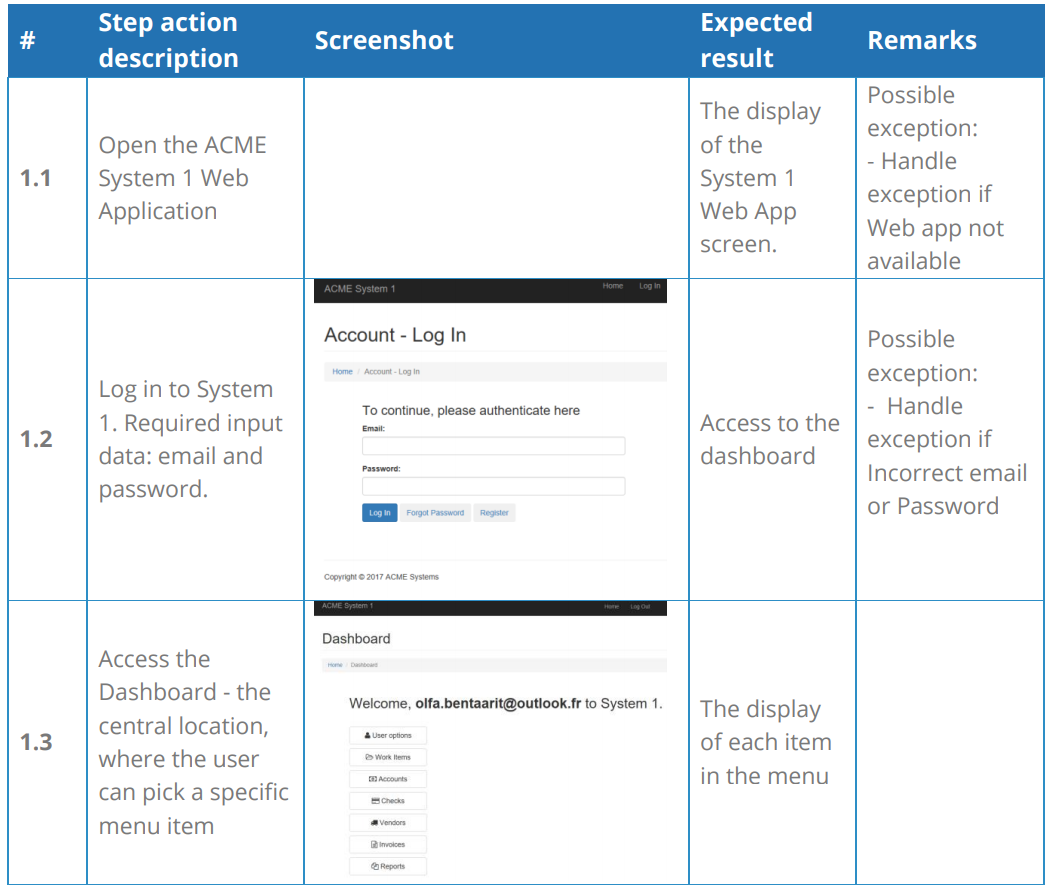 #
Step action
description
Screenshot
Expected
result
Remarks
1.1
Open the ACME
System 1 Web
Application
The display
of the
System 1
Web App
screen.
Possible
exception:
- Handle
exception if
Web app not
available
1.2
Log in to System
1. Required input
data: email and
password.
ACME System 1 Home Log In
Account - Log In
Home / Account - Log In
To continue, please authenticate here
Email:
Password:
Log In Forgot Password Register
Copyright © 2017 ACME Systems
Access to the
dashboard
Possible
exception:
- Handle
exception if
Incorrect email
or Password
1.3
Access the
Dashboard - the
central location,
where the user
can pick a specific
menu item
ACME System 1 Home Log Out
Dashboard
Home / Dashboard
Welcome, olfa.bentaarit@outlook.fr to System 1.
User options
Work Items
Accounts
Checks
Vendors
Invoices
Reports
The display
of each item
in the menu